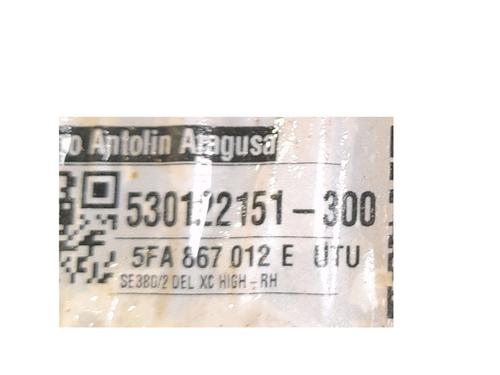 Antolin Aragusa
530122151-300
5FA 867 012 E UTU
SE380/2 DEL XC HIGH-RH